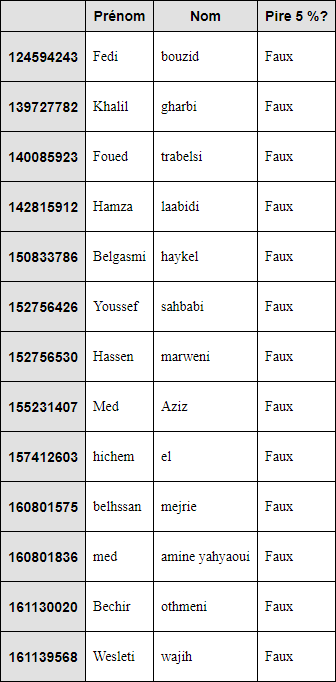 Prénom Nom Pire 5 %?
124594243 Fedi bouzid Faux
139727782 Khalil gharbi Faux
140085923 Foued trabelsi Faux
142815912 Hamza laabidi Faux
150833786 Belgasmi haykel Faux
152756426 Youssef sahbabi Faux
152756530 Hassen marweni Faux
155231407 Med Aziz Faux
157412603 hichem el Faux
160801575 belhssan mejrie Faux
160801836 med amine yahyaoui Faux
161130020 Bechir othmeni Faux
161139568 Wesleti wajih Faux